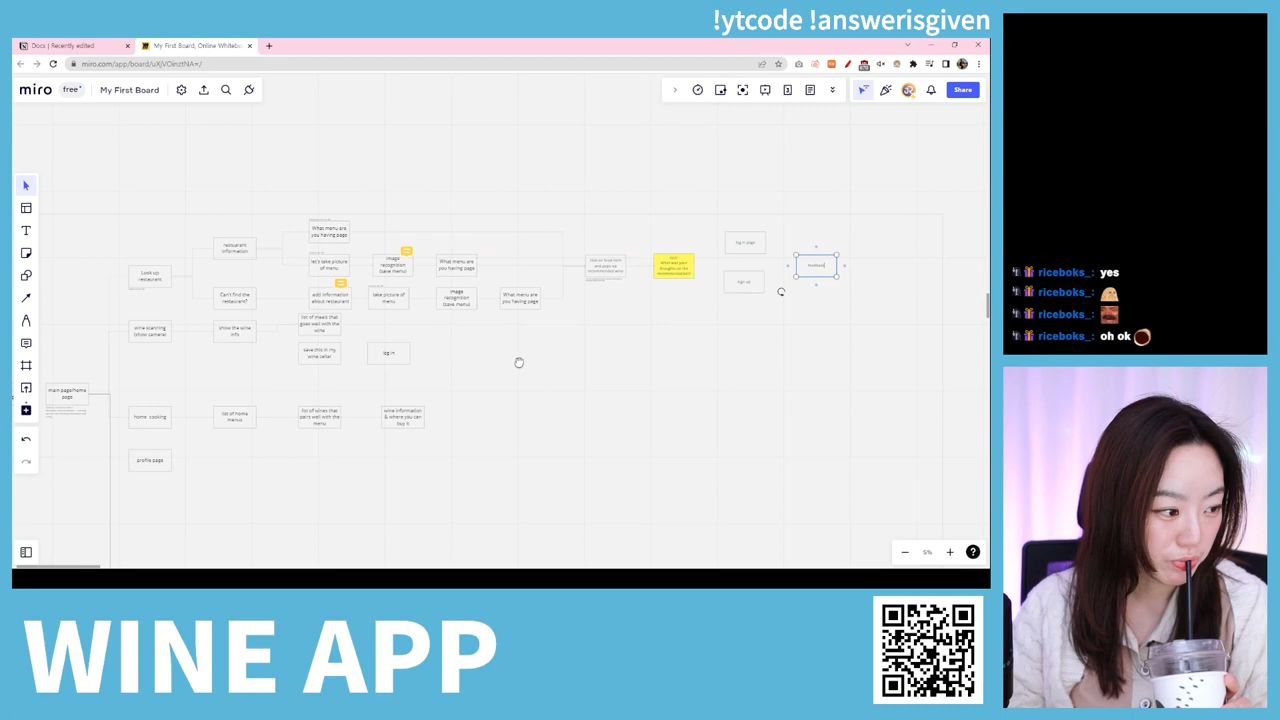 !ytcode !answerisgiven
Docs | Recently edited
My First Board, Online Whiteb
miro.com/app/board/uXjVOinztNA=/
miro
free
My First Board
Share
What menu are
you having page
restaurant
information
Look up
restaurant
let's take picture
of menu
image
recognition
(save menu)
What menu are
you having page
Can't find the
restaurant?
add information
about restaurant
take picture of
menu
image
recognition
(save menu)
What menu are
you having page
log in page
sign up
wine scanning
(show camera)
show the wine
info
list of meals that
goes well with the
wine
save this in my
wine cellar
log in
main page/home
page
home cooking
list of home
menus
list of wines that
pairs well with the
menu
wine information
& where you can
buy it
profile page
5%
riceboks_: yes
riceboks_:
riceboks_:
riceboks_: oh ok
WINE APP